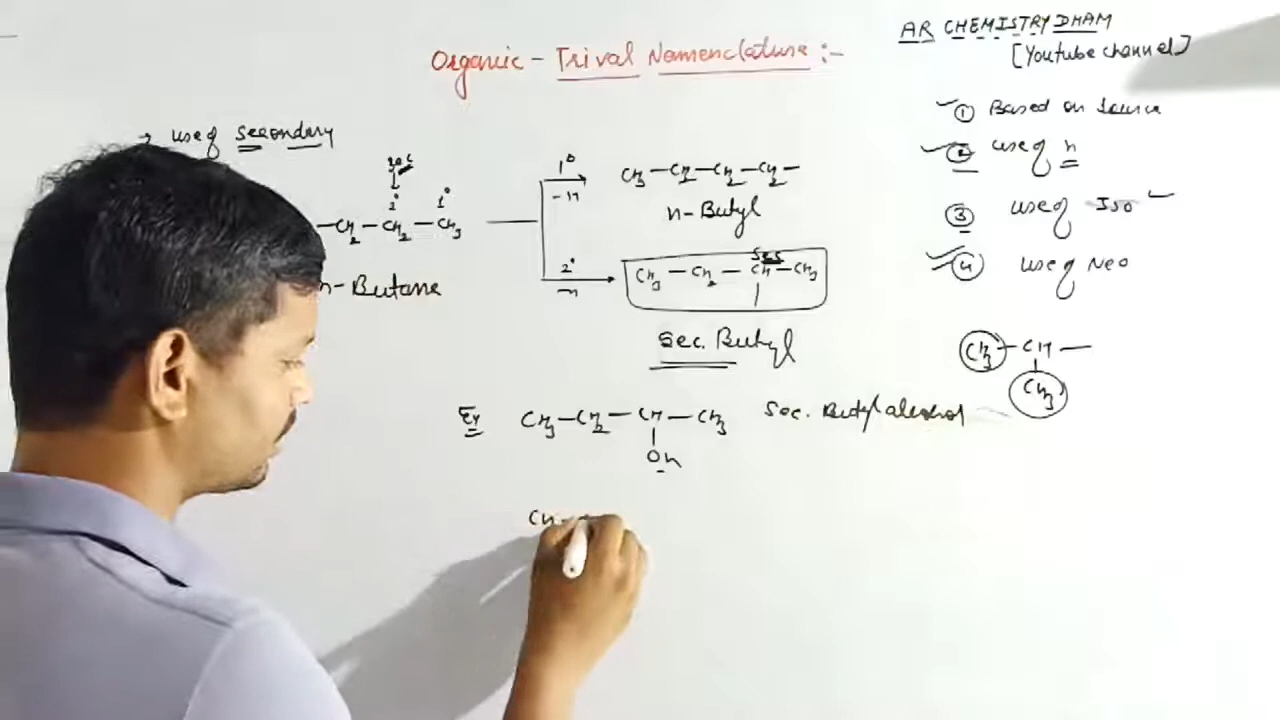 Organic - Trival Nomenclature :-
AR CHEMISTRY DHAM
[Youtube channel]
→ use of secondary
sec
2° 1°
-CH2-CH2-CH3
n-Butane
1°
-H
CH3-CH2-CH2-CH2-
n-Butyl
2°
-H
sec
CH3-CH2-CH-CH3
Sec. Butyl
① Based on source
② use of n
③ use of Iso
④ use of Neo
CH3-CH-
CH3
Ex CH3-CH2-CH-CH3 Sec. Butyl alcohol
OH
CH